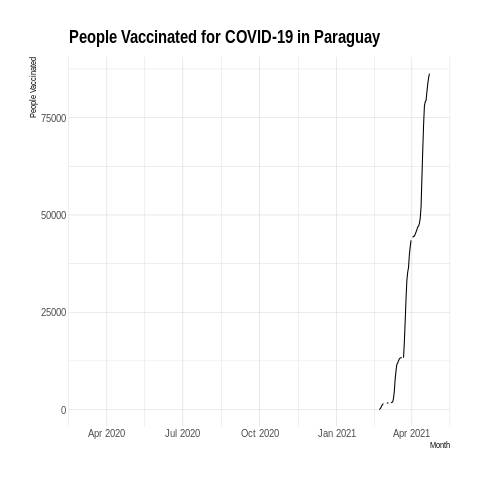 People Vaccinated for COVID-19 in Paraguay
People Vaccinated
75000
50000
25000
0
Apr 2020 Jul 2020 Oct 2020 Jan 2021 Apr 2021
Month